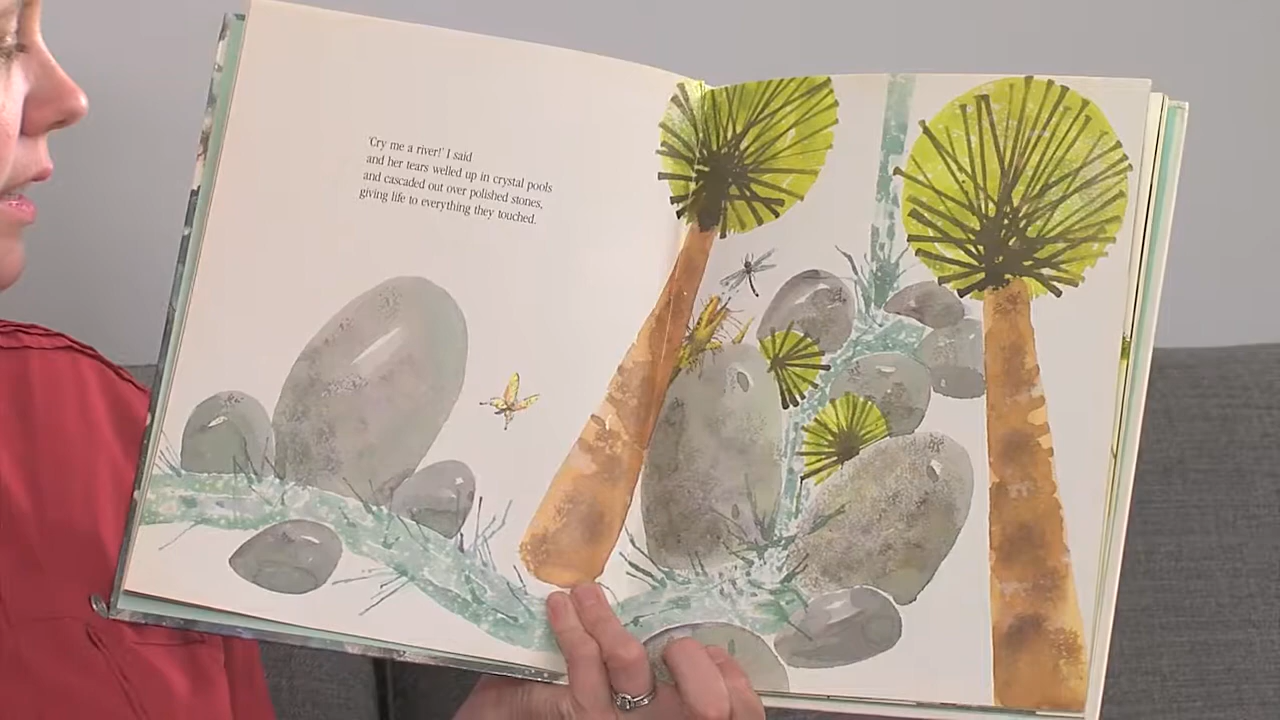 'Cry me a river!' I said
and her tears welled up in crystal pools
and cascaded out over polished stones,
giving life to everything they touched.